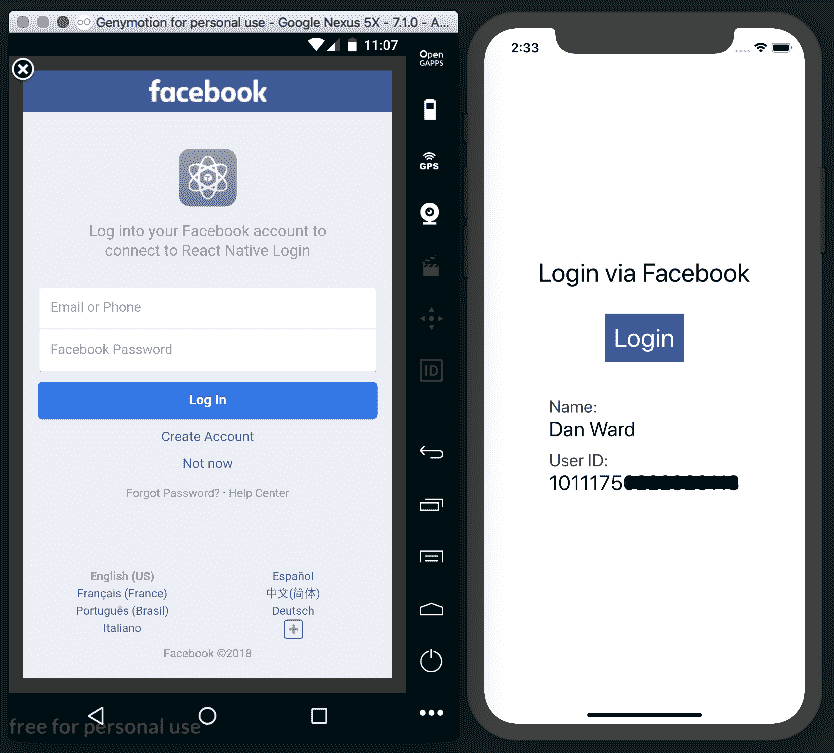 Genymotion for personal use - Google Nexus 5X - 7.1.0 - A...
11:07
facebook
Log into your Facebook account to
connect to React Native Login
Email or Phone
Facebook Password
Log In
Create Account
Not now
Forgot Password? · Help Center
English (US)
Español
Français (France)
中文(简体)
Português (Brasil)
Deutsch
Italiano
Facebook ©2018
free for personal use
Open
GAPPS
GPS
ID
2:33
Login via Facebook
Login
Name:
Dan Ward
User ID:
1011175